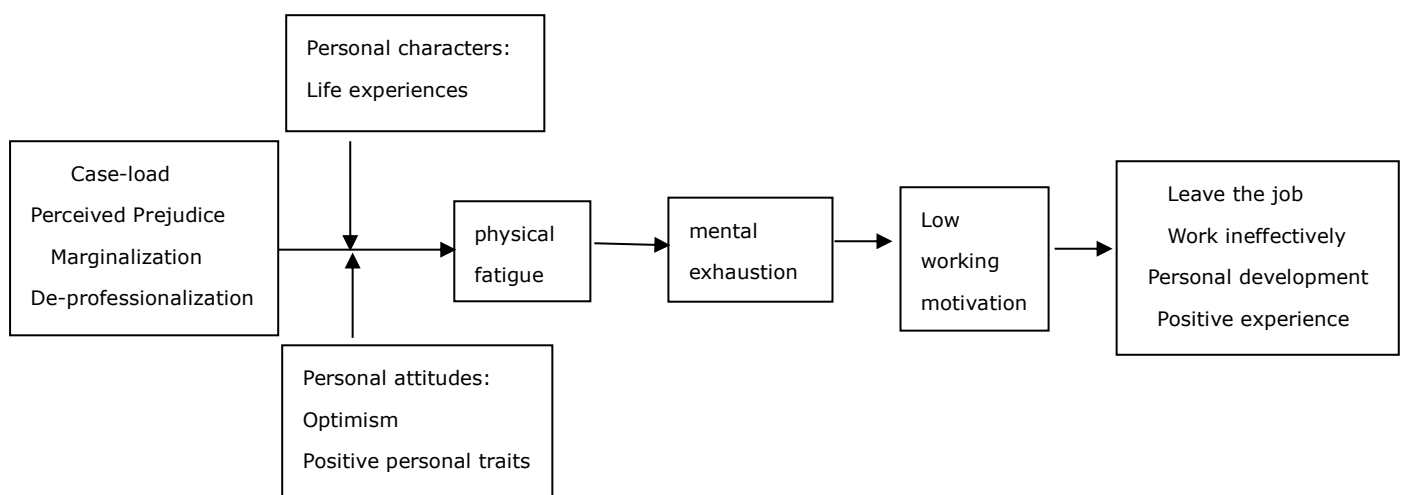 Personal characters:
Life experiences
Case-load
Perceived Prejudice
Marginalization
De-professionalization
physical
fatigue
mental
exhaustion
Low
working
motivation
Leave the job
Work ineffectively
Personal development
Positive experience
Personal attitudes:
Optimism
Positive personal traits